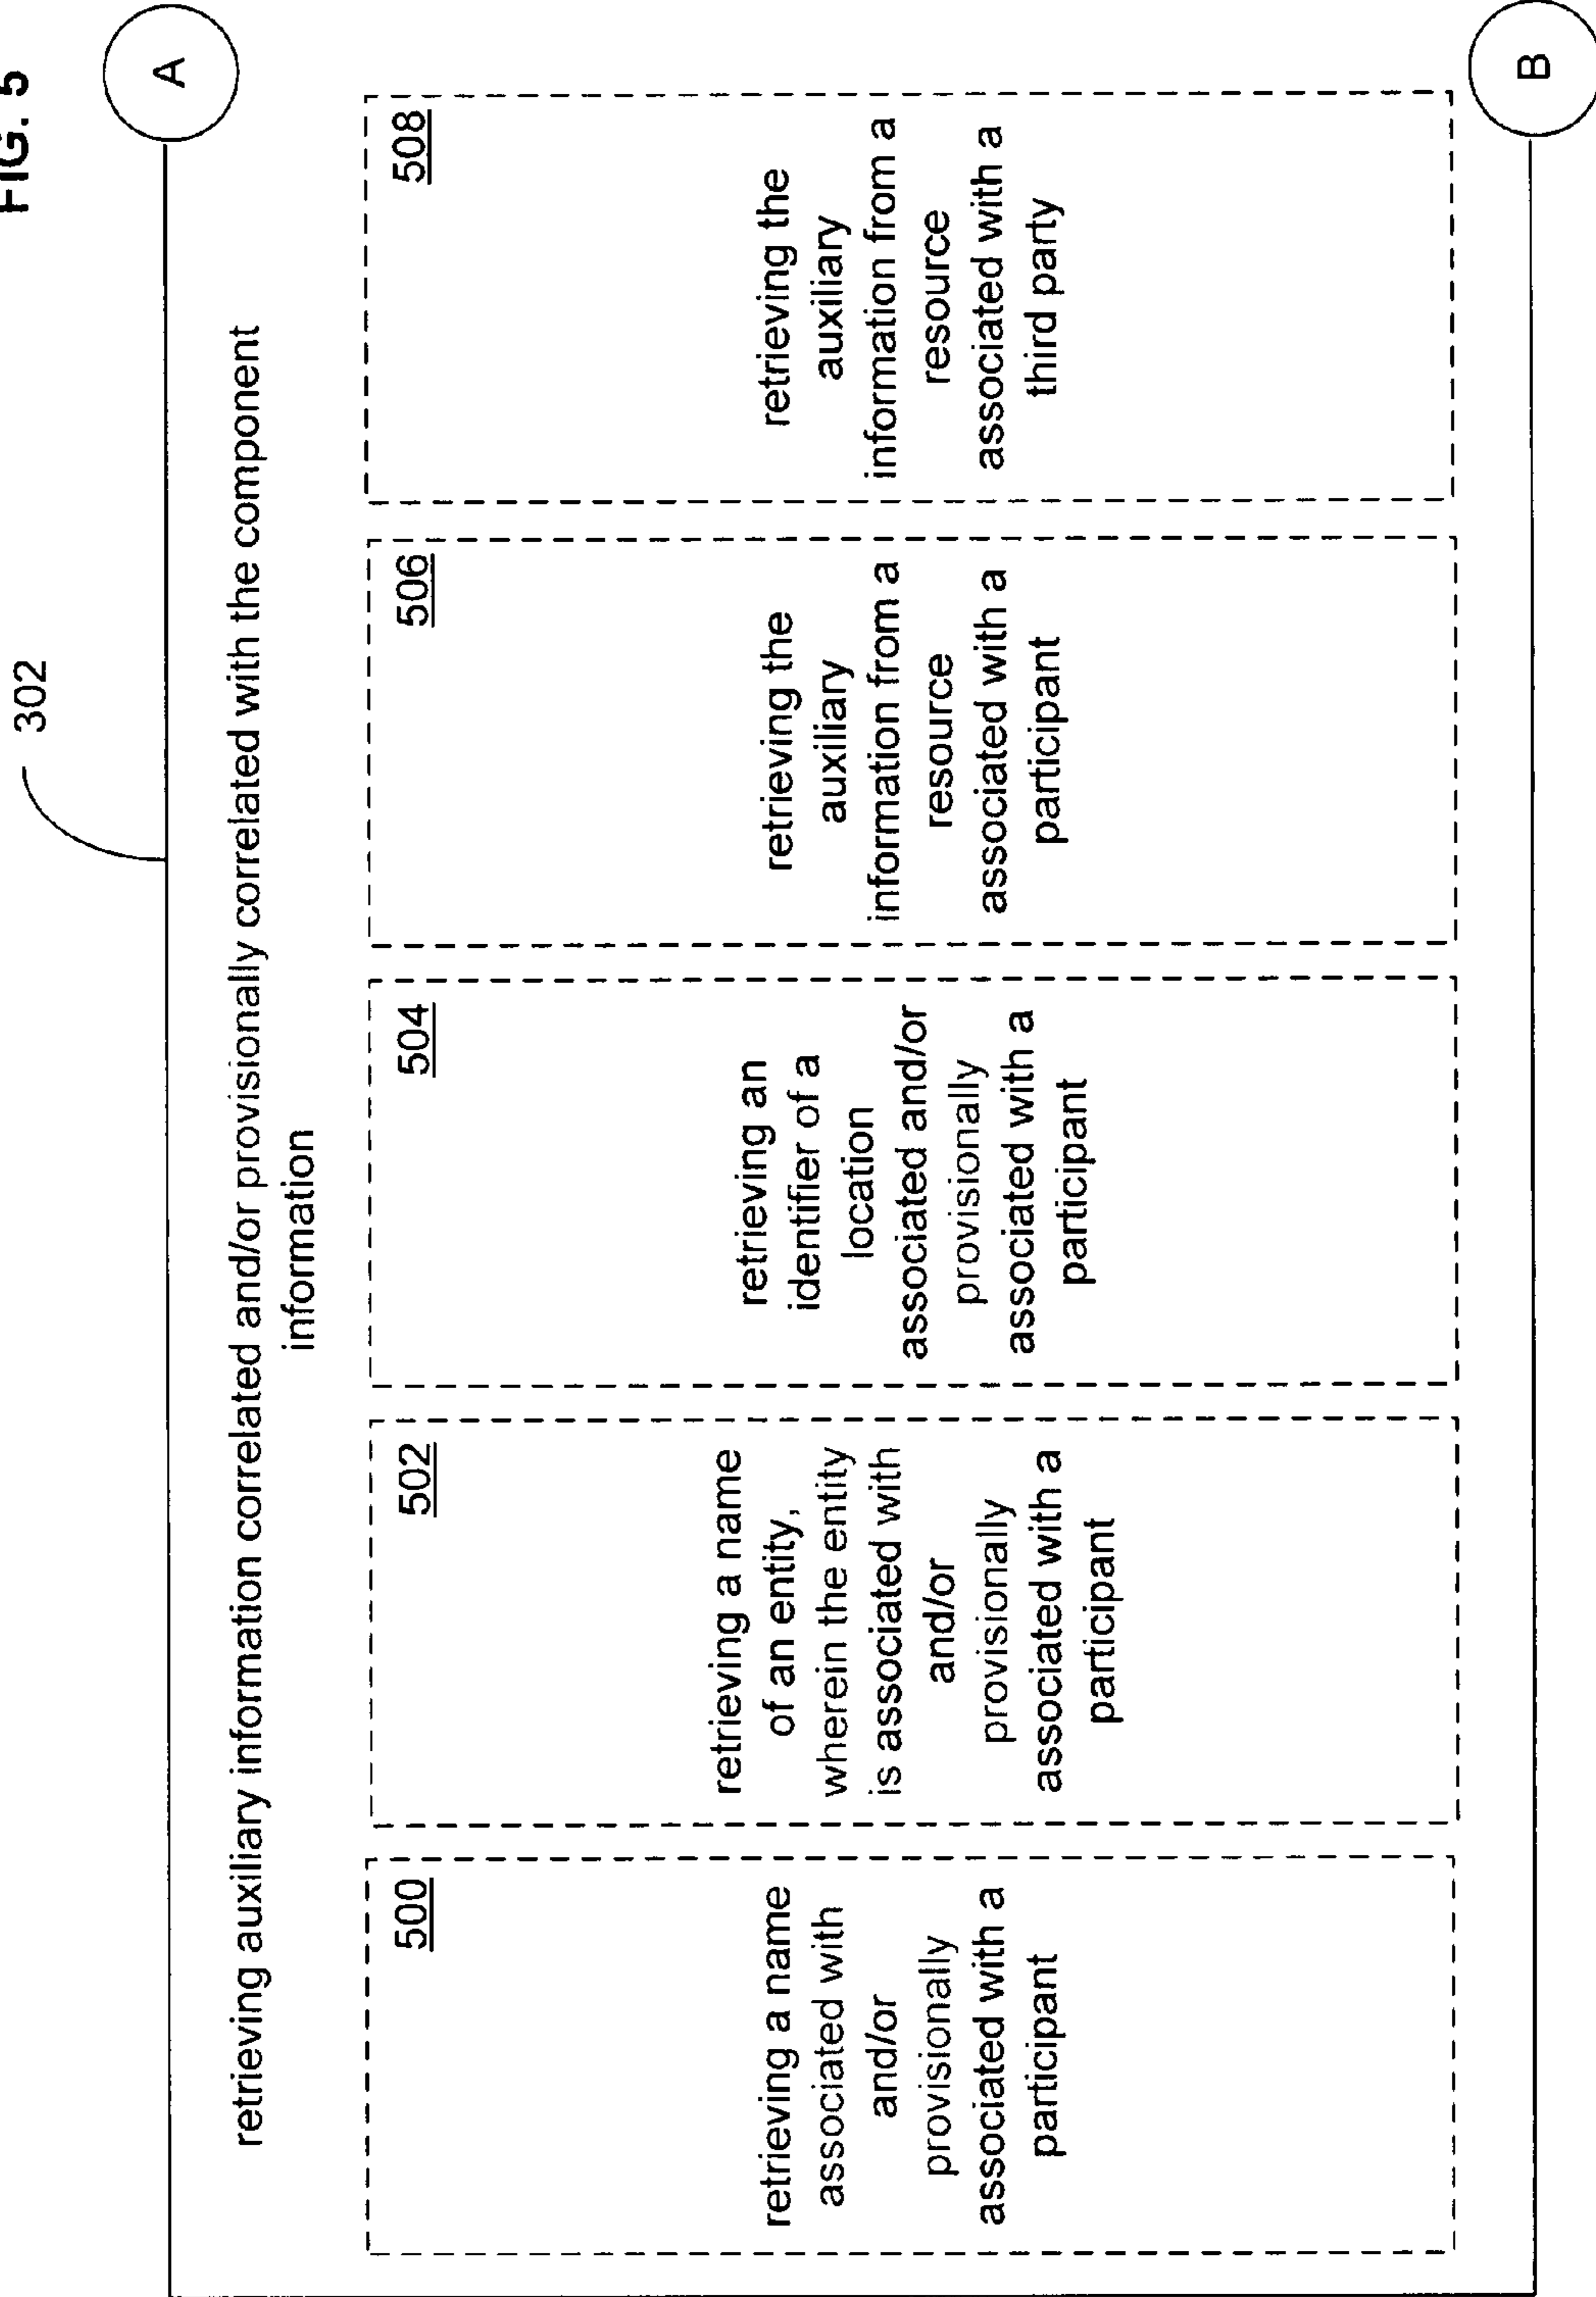 FIG. 5
302
A
retrieving auxiliary information correlated and/or provisionally correlated with the component
information
500
retrieving a name
associated with
and/or
provisionally
associated with a
participant
502
retrieving a name
of an entity,
wherein the entity
is associated with
and/or
provisionally
associated with a
participant
504
retrieving an
identifier of a
location
associated and/or
provisionally
associated with a
participant
506
retrieving the
auxiliary
information from a
resource
associated with a
participant
508
retrieving the
auxiliary
information from a
resource
associated with a
third party
B